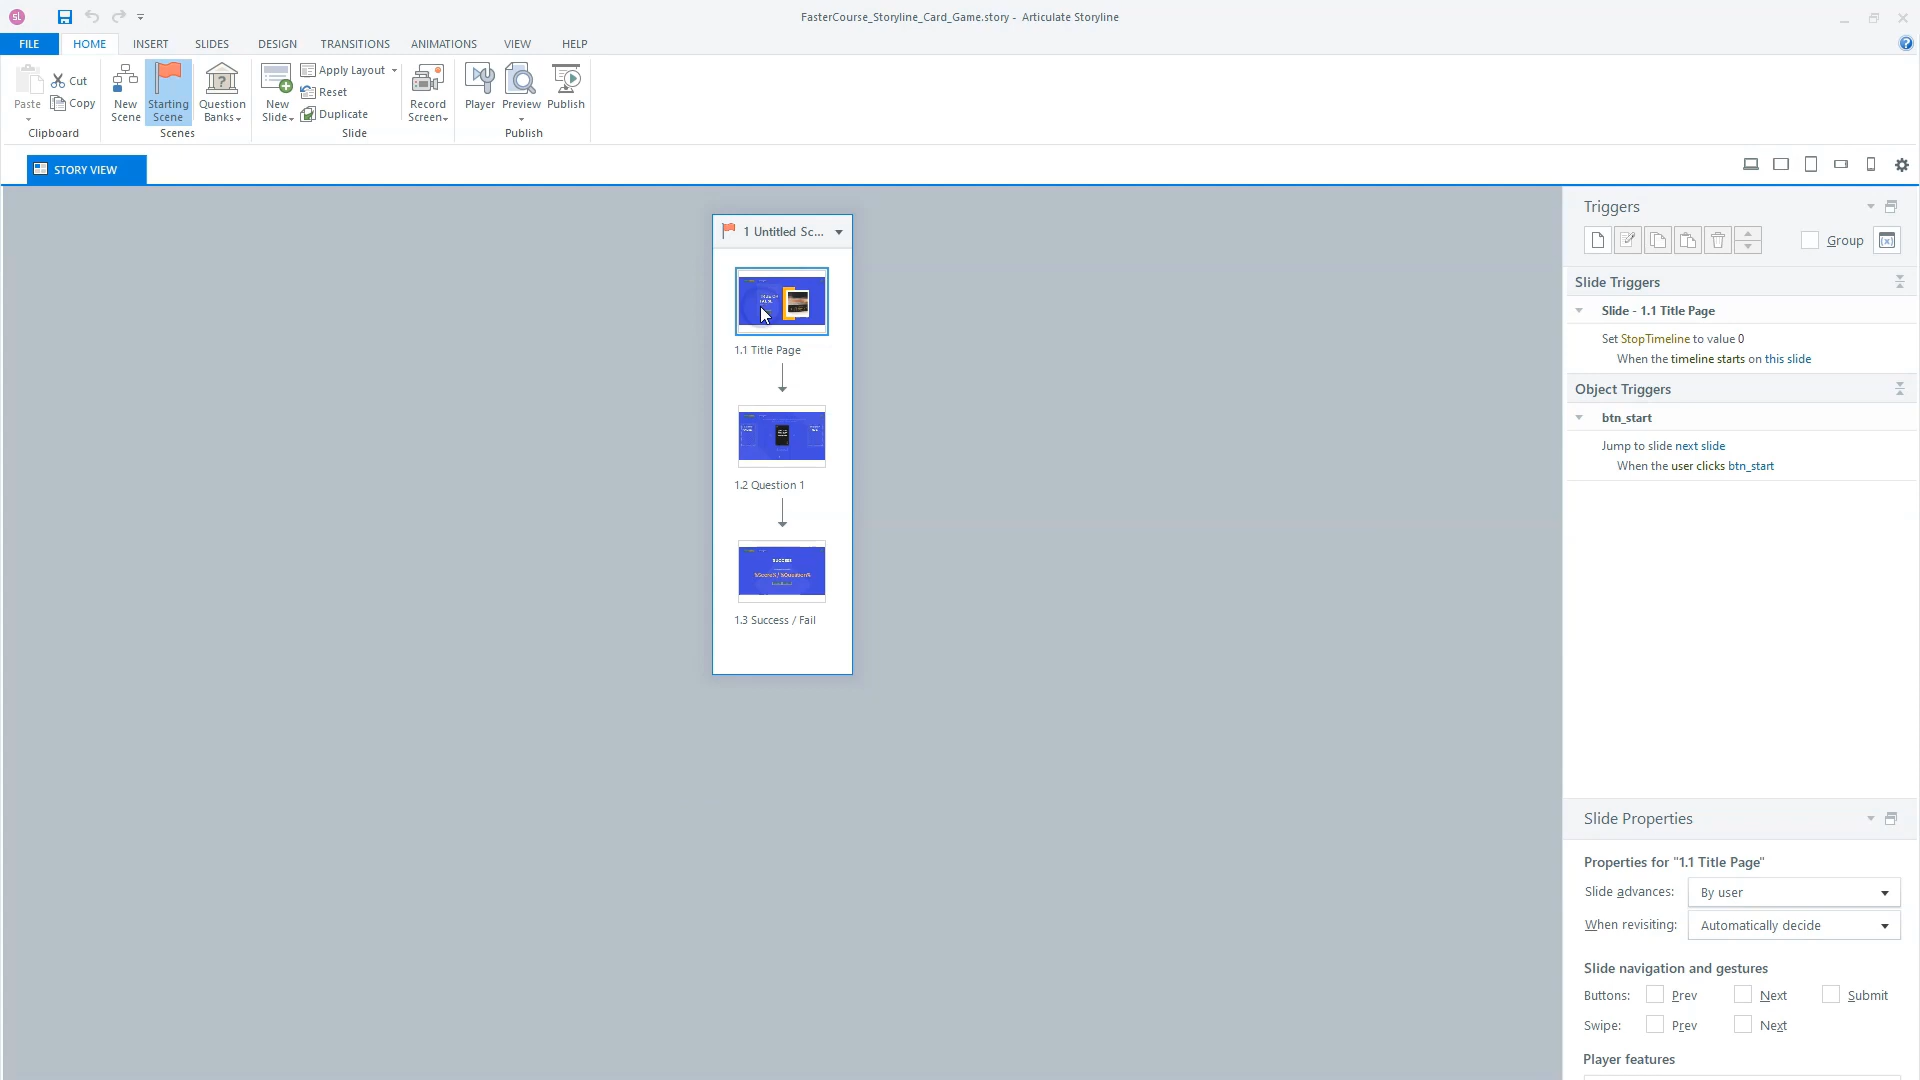 sl
FasterCourse_Storyline_Card_Game.story - Articulate Storyline
FILE HOME INSERT SLIDES DESIGN TRANSITIONS ANIMATIONS VIEW HELP
Paste
Cut
Copy
Clipboard
New Scene
Starting Scene
Question Banks
Scenes
New Slide
Apply Layout
Reset
Duplicate
Slide
Record Screen
Player
Preview
Publish
Publish
STORY VIEW
1 Untitled Sc...
1.1 Title Page
1.2 Question 1
SUCCESS
%Score% / %Question%
1.3 Success / Fail
Triggers
Group
Slide Triggers
Slide - 1.1 Title Page
Set StopTimeline to value 0
When the timeline starts on this slide
Object Triggers
btn_start
Jump to slide next slide
When the user clicks btn_start
Slide Properties
Properties for "1.1 Title Page"
Slide advances: By user
When revisiting: Automatically decide
Slide navigation and gestures
Buttons: Prev Next Submit
Swipe: Prev Next
Player features